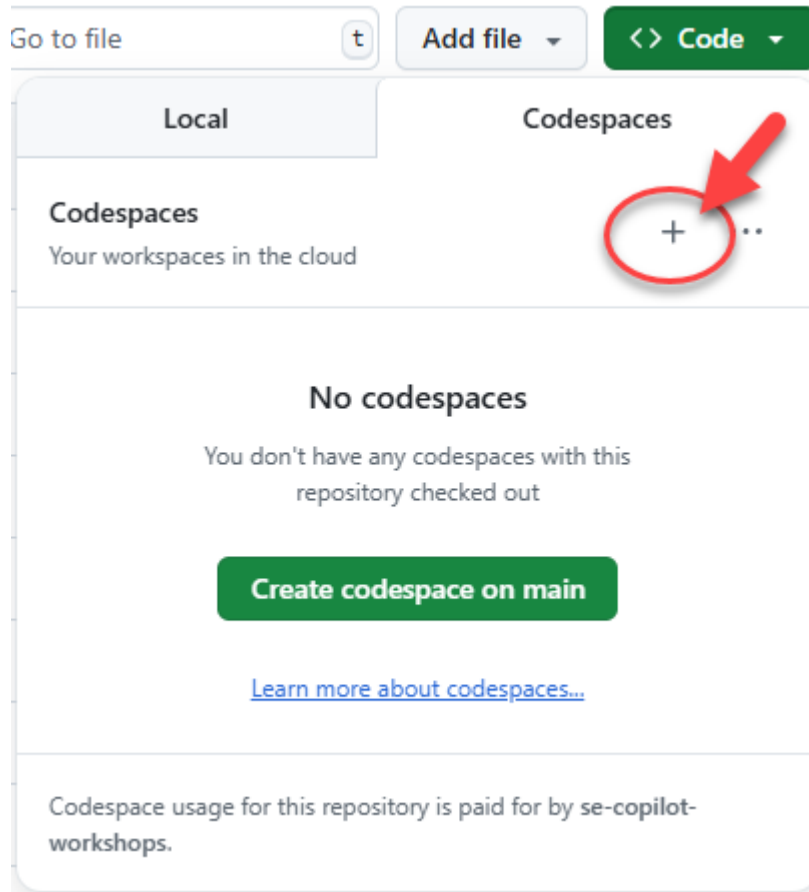 Go to file t Add file <> Code
Local Codespaces
Codespaces
Your workspaces in the cloud
No codespaces
You don't have any codespaces with this
repository checked out
Create codespace on main
Learn more about codespaces...
Codespace usage for this repository is paid for by se-copilot-
workshops.